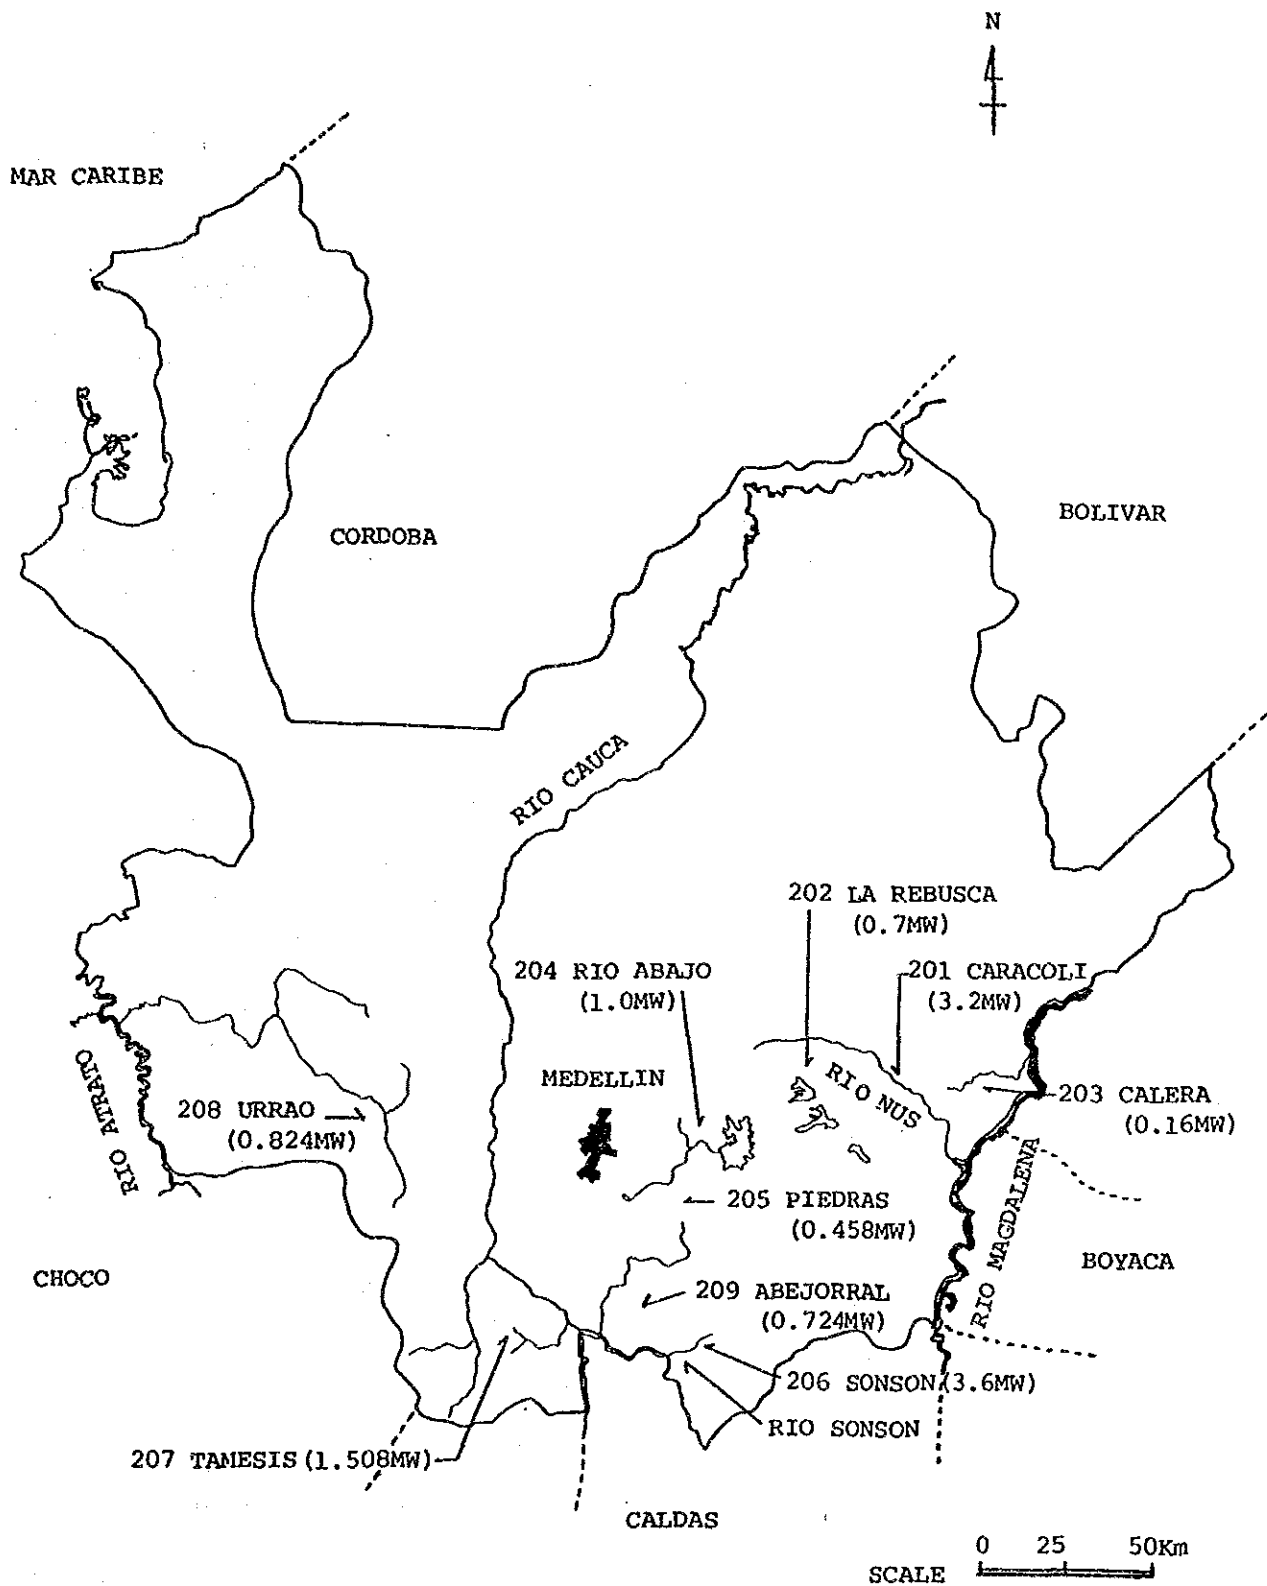 N
MAR CARIBE
CORDOBA
BOLIVAR
RIO CAUCA
202 LA REBUSCA
(0.7MW)
204 RIO ABAJO
(1.0MW)
201 CARACOLI
(3.2MW)
RIO ATRATO
MEDELLIN
RIO NUS
208 URRAO
(0.824MW)
203 CALERA
(0.16MW)
205 PIEDRAS
(0.458MW)
RIO MAGDALENA
CHOCO
BOYACA
209 ABEJORRAL
(0.724MW)
206 SONSON(3.6MW)
RIO SONSON
207 TAMESIS(1.508MW)
CALDAS
0 25 50Km
SCALE